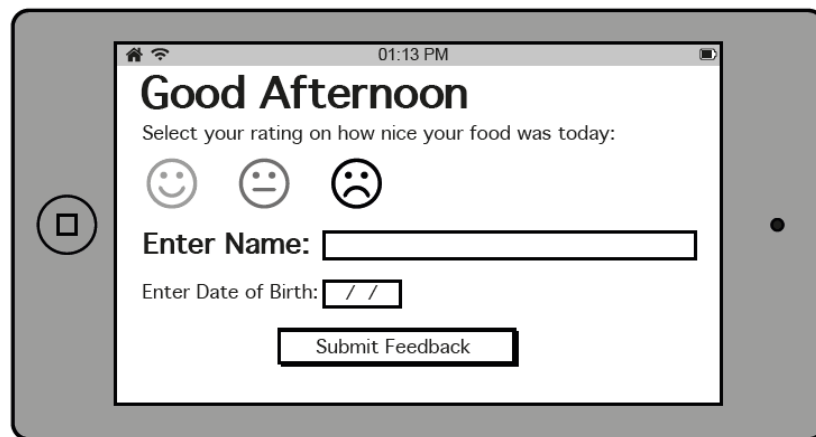 01:13 PM
Good Afternoon
Select your rating on how nice your food was today:
Enter Name:
Enter Date of Birth: / /
Submit Feedback